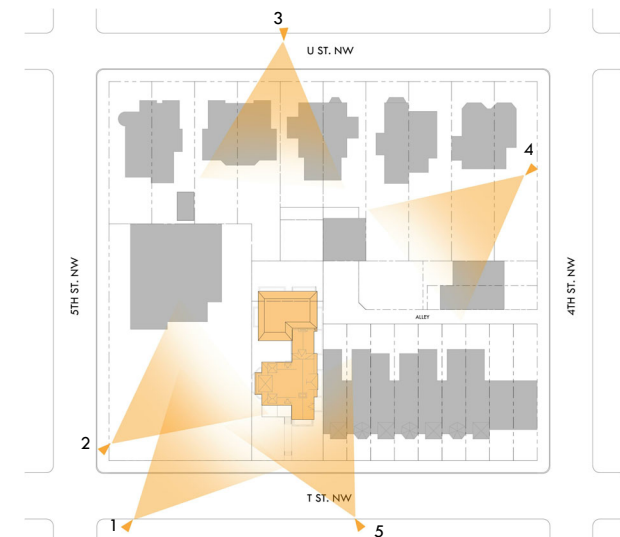 3
U ST. NW
4
5TH ST. NW
4TH ST. NW
ALLEY
2
T ST. NW
1
5